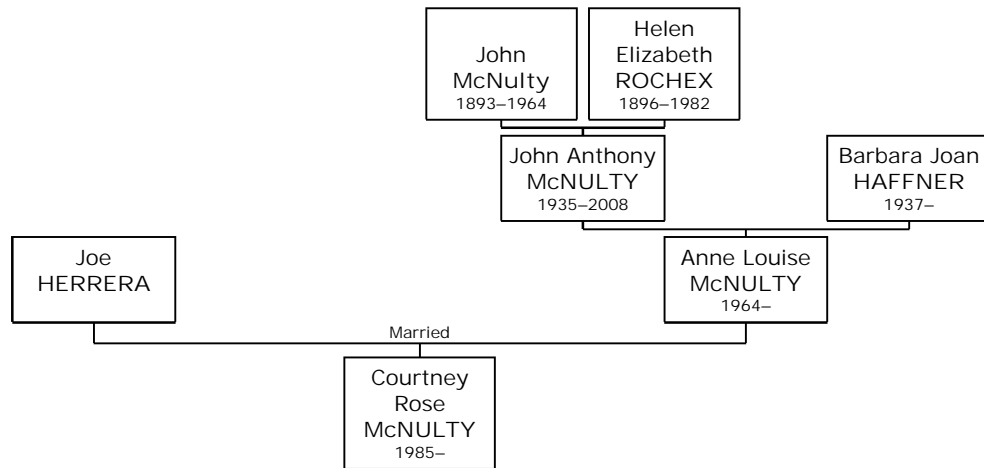 John
McNulty
1893–1964
Helen
Elizabeth
ROCHEX
1896–1982
John Anthony
McNULTY
1935–2008
Barbara Joan
HAFFNER
1937–
Joe
HERRERA
Anne Louise
McNULTY
1964–
Married
Courtney
Rose
McNULTY
1985–